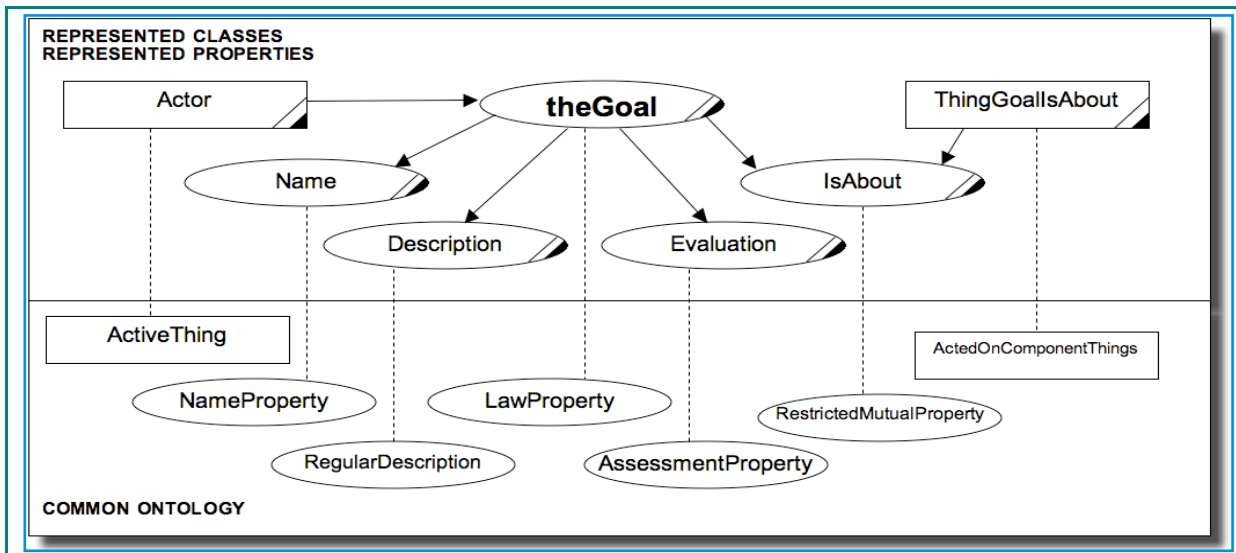 REPRESENTED CLASSES
REPRESENTED PROPERTIES
Actor
theGoal
ThingGoalIsAbout
Name
IsAbout
Description
Evaluation
ActiveThing
ActedOnComponentThings
NameProperty
LawProperty
RestrictedMutualProperty
RegularDescription
AssessmentProperty
COMMON ONTOLOGY